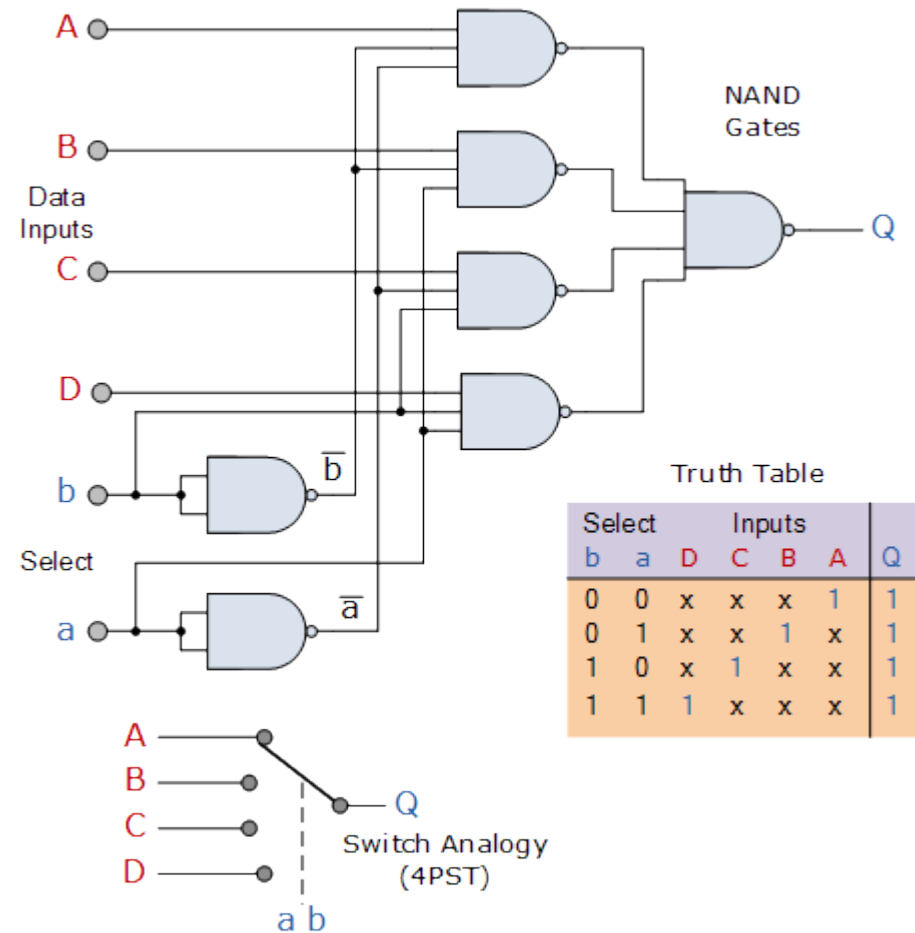 A
NAND
Gates
B
Data
Inputs
Q
C
D
b̅
b
Select
a̅
a
Truth Table
Select Inputs
b a D C B A Q
0 0 x x x 1 1
0 1 x x 1 x 1
1 0 x 1 x x 1
1 1 1 x x x 1
A
B
Q
C
Switch Analogy
(4PST)
D
a b